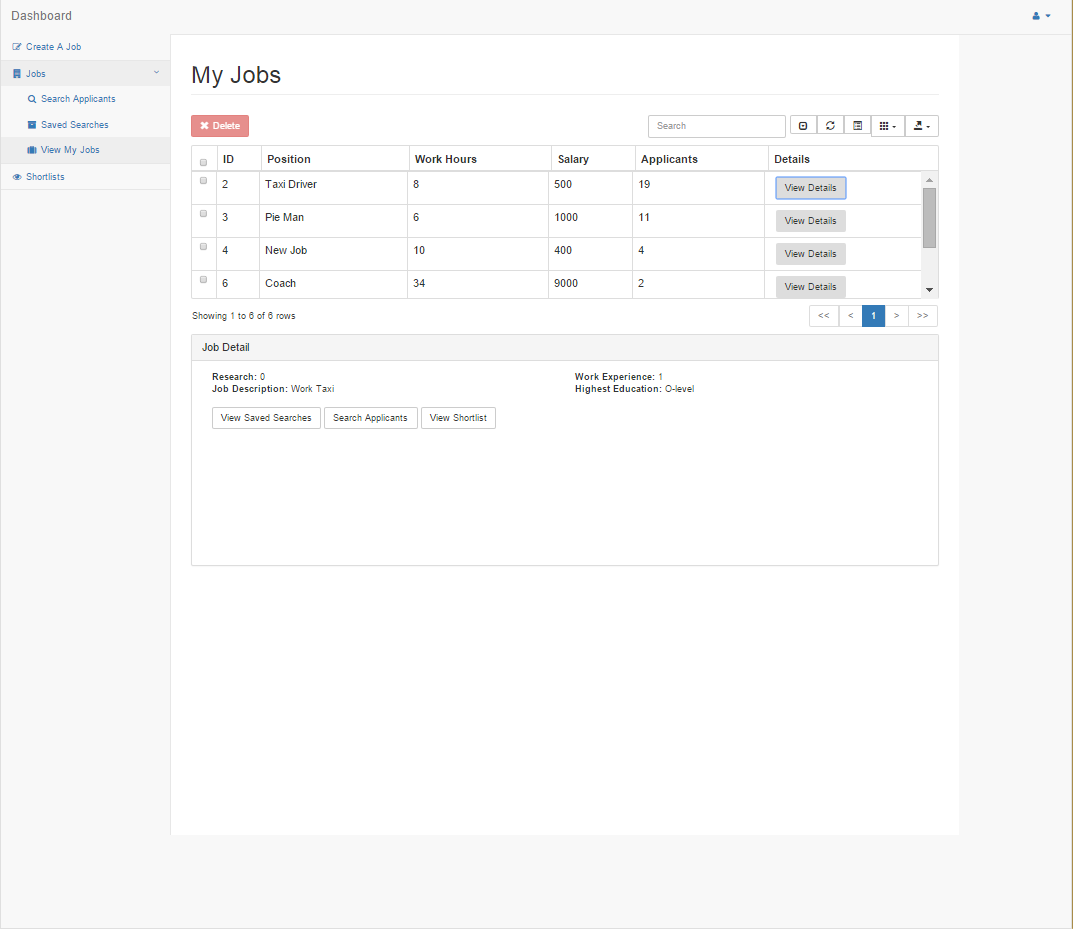 Dashboard
Create A Job
Jobs
Search Applicants
Saved Searches
View My Jobs
Shortlists
My Jobs
Delete
Search
ID Position Work Hours Salary Applicants Details
2 Taxi Driver 8 500 19 View Details
3 Pie Man 6 1000 11 View Details
4 New Job 10 400 4 View Details
6 Coach 34 9000 2 View Details
Showing 1 to 6 of 6 rows
<< < 1 > >>
Job Detail
Research: 0 Work Experience: 1
Job Description: Work Taxi Highest Education: O-level
View Saved Searches Search Applicants View Shortlist